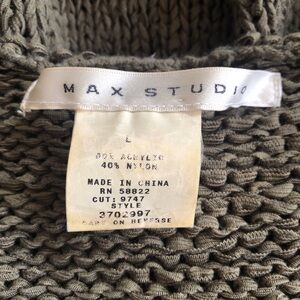 MAX STUDIO
L
60% ACRYLIC
40% NYLON
MADE IN CHINA
RN 58822
CUT: 9747
STYLE
3702997
CARE ON REVERSE